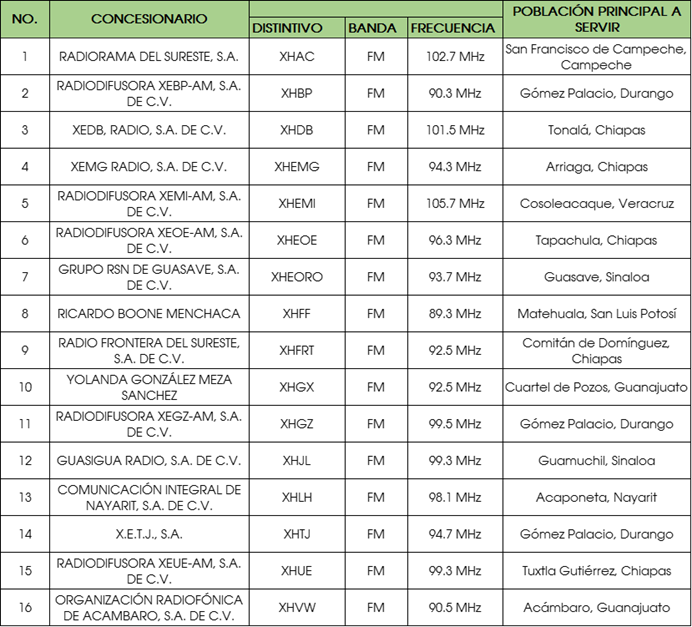 NO. CONCESIONARIO DISTINTIVO BANDA FRECUENCIA POBLACIÓN PRINCIPAL A
SERVIR
1 RADIORAMA DEL SURESTE, S.A. XHAC FM 102.7 MHz San Francisco de Campeche,
Campeche
2 RADIODIFUSORA XEBP-AM, S.A.
DE C.V. XHBP FM 90.3 MHz Gómez Palacio, Durango
3 XEDB, RADIO, S.A. DE C.V. XHDB FM 101.5 MHz Tonalá, Chiapas
4 XEMG RADIO, S.A. DE C.V. XHEMG FM 94.3 MHz Arriaga, Chiapas
5 RADIODIFUSORA XEMI-AM, S.A.
DE C.V. XHEMI FM 105.7 MHz Cosoleacaque, Veracruz
6 RADIODIFUSORA XEOE-AM, S.A.
DE C.V. XHEOE FM 96.3 MHz Tapachula, Chiapas
7 GRUPO RSN DE GUASAVE, S.A.
DE C.V. XHEORO FM 93.7 MHz Guasave, Sinaloa
8 RICARDO BOONE MENCHACA XHFF FM 89.3 MHz Matehuala, San Luis Potosí
9 RADIO FRONTERA DEL SURESTE,
S.A. DE C.V. XHFRT FM 92.5 MHz Comitán de Domínguez,
Chiapas
10 YOLANDA GONZÁLEZ MEZA
SANCHEZ XHGX FM 92.5 MHz Cuartel de Pozos, Guanajuato
11 RADIODIFUSORA XEGZ-AM, S.A.
DE C.V. XHGZ FM 99.5 MHz Gómez Palacio, Durango
12 GUASIGUA RADIO, S.A. DE C.V. XHJL FM 99.3 MHz Guamuchil, Sinaloa
13 COMUNICACIÓN INTEGRAL DE
NAYARIT, S.A. DE C.V. XHLH FM 98.1 MHz Acaponeta, Nayarit
14 X.E.T.J., S.A. XHTJ FM 94.7 MHz Gómez Palacio, Durango
15 RADIODIFUSORA XEUE-AM, S.A.
DE C.V. XHUE FM 99.3 MHz Tuxtla Gutiérrez, Chiapas
16 ORGANIZACIÓN RADIOFÓNICA
DE ACAMBARO, S.A. DE C.V. XHVW FM 90.5 MHz Acámbaro, Guanajuato